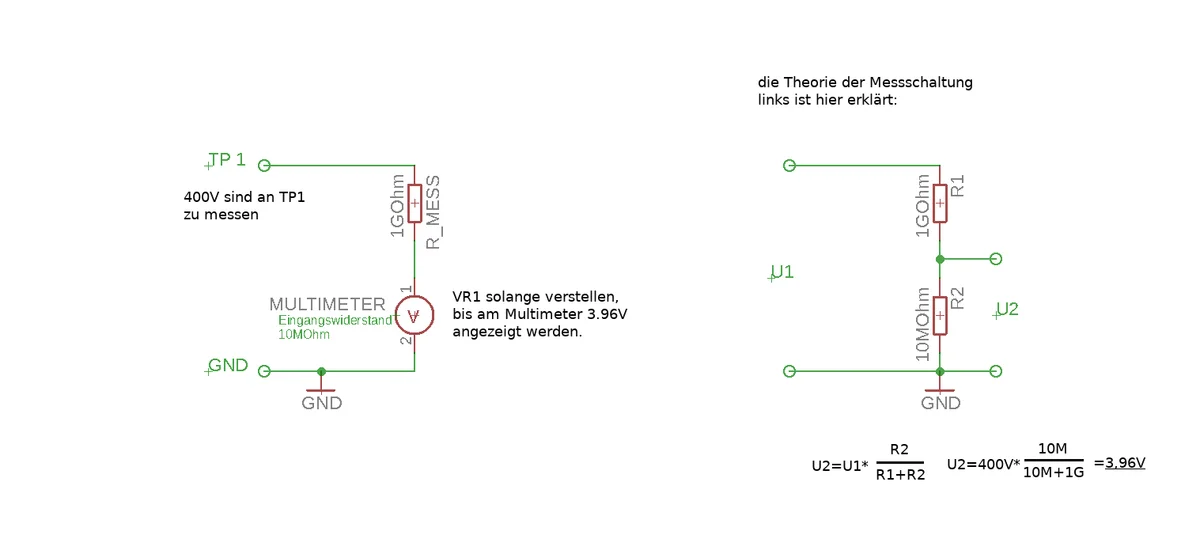 die Theorie der Messschaltung
links ist hier erklärt:
TP 1
400V sind an TP1
zu messen
1GOhm
R_MESS
MULTIMETER
Eingangswiderstand
10MOhm
1
V
2
VR1 solange verstellen,
bis am Multimeter 3.96V
angezeigt werden.
GND
GND
1GOhm
R1
U1
10MOhm
R2
U2
GND
U2=U1* R2
R1+R2
U2=400V* 10M
10M+1G
=3,96V